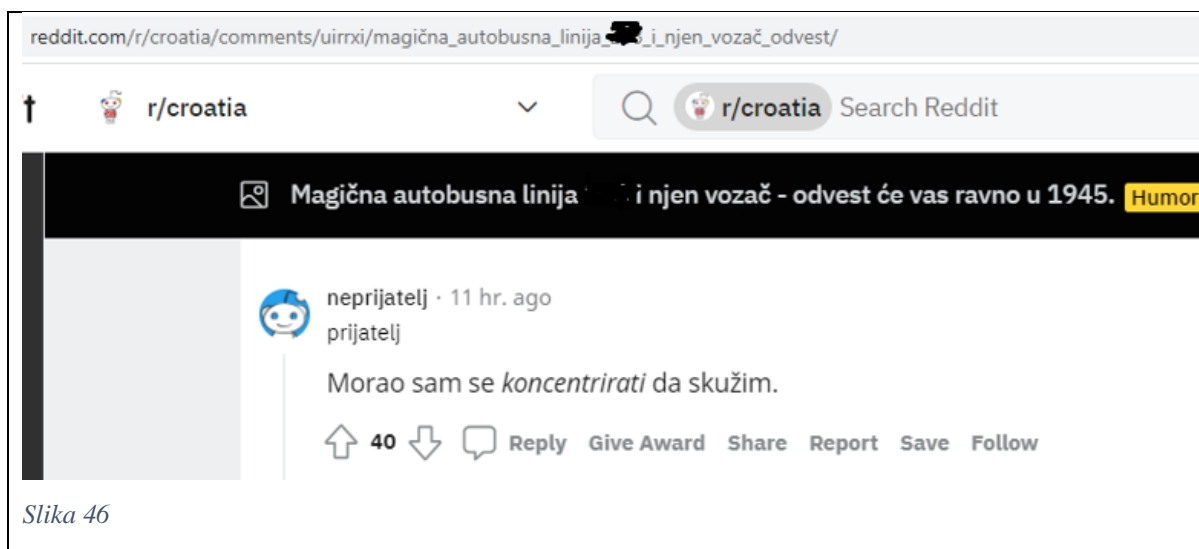 reddit.com/r/croatia/comments/uirrxi/magična_autobusna_linija_ _i_njen_vozač_odvest/
t r/croatia r/croatia Search Reddit
Magična autobusna linija i njen vozač - odvest će vas ravno u 1945. Humor
neprijatelj · 11 hr. ago
prijatelj
Morao sam se koncentrirati da skužim.
40 Reply Give Award Share Report Save Follow
Slika 46